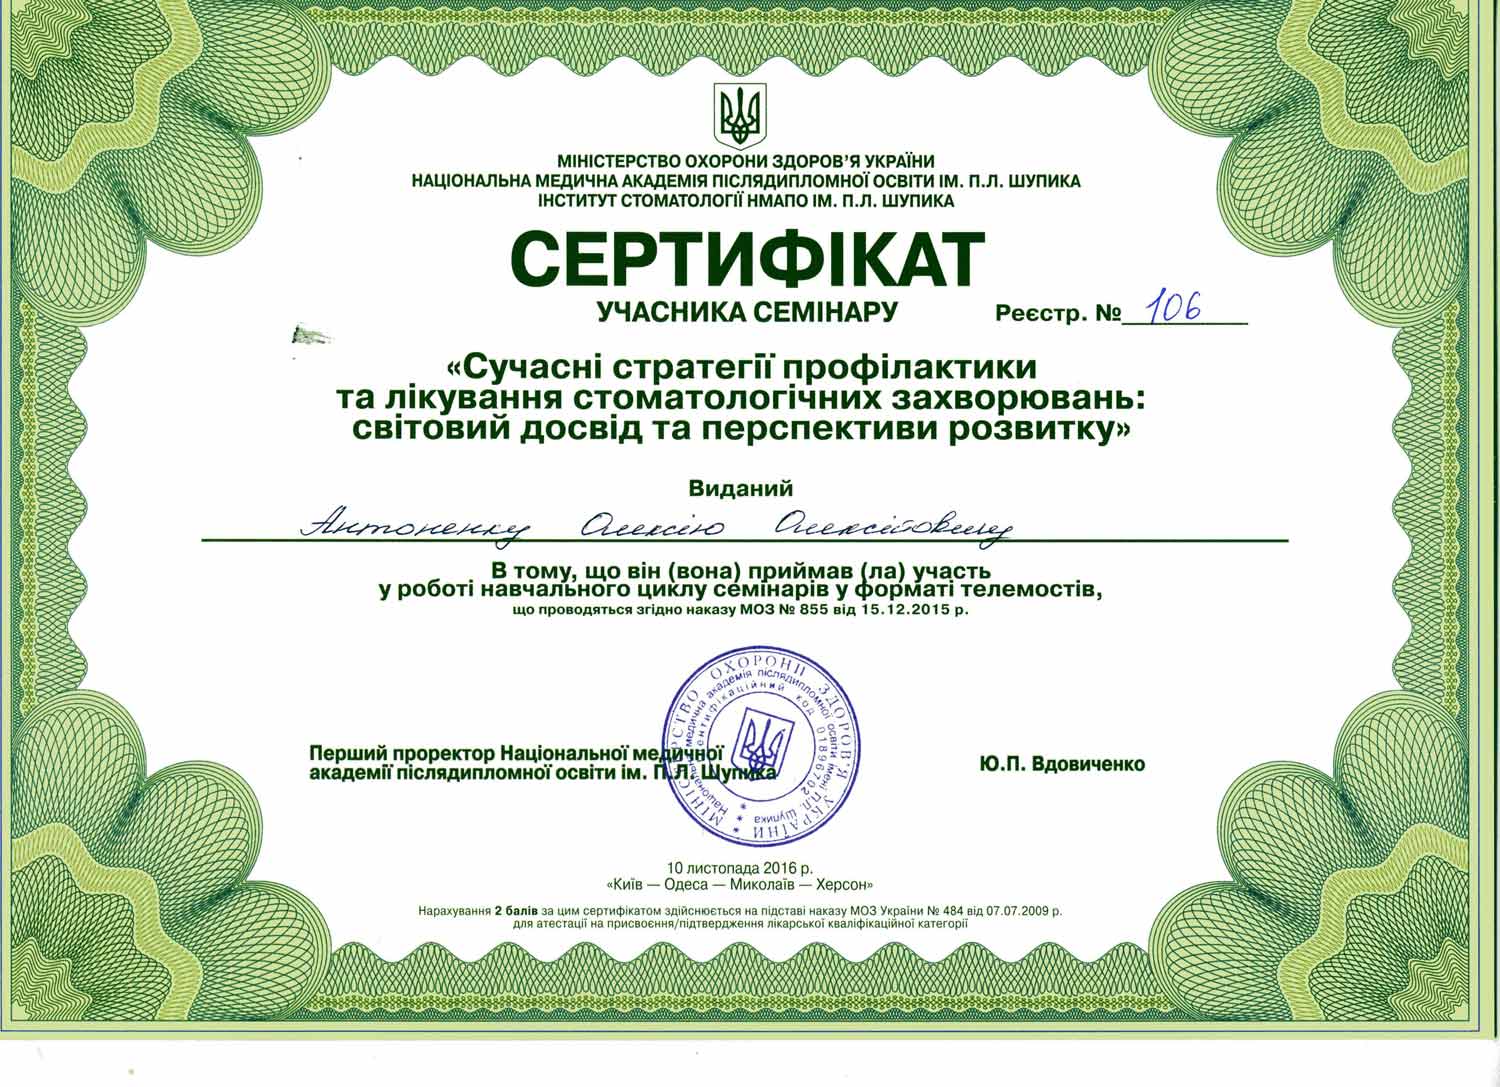 МІНІСТЕРСТВО ОХОРОНИ ЗДОРОВ'Я УКРАЇНИ
НАЦІОНАЛЬНА МЕДИЧНА АКАДЕМІЯ ПІСЛЯДИПЛОМНОЇ ОСВІТИ ІМ. П.Л. ШУПИКА
ІНСТИТУТ СТОМАТОЛОГІЇ НМАПО ІМ. П.Л. ШУПИКА
СЕРТИФІКАТ
УЧАСНИКА СЕМІНАРУ
Реєстр. № 106
«Сучасні стратегії профілактики
та лікування стоматологічних захворювань:
світовий досвід та перспективи розвитку»
Виданий
Антоненку Олексію Олексійовичу
В тому, що він (вона) приймав (ла) участь
у роботі навчального циклу семінарів у форматі телемостів,
що проводяться згідно наказу МОЗ № 855 від 15.12.2015 р.
Перший проректор Національної медичної
академії післядипломної освіти ім. П.Л. Шупика
Ю.П. Вдовиченко
МІНІСТЕРСТВО ОХОРОНИ ЗДОРОВ'Я УКРАЇНИ
Національна медична академія післядипломної освіти імені П.Л. Шупика
Ідентифікаційний код 01896702
10 листопада 2016 р.
«Київ — Одеса — Миколаїв — Херсон»
Нарахування 2 балів за цим сертифікатом здійснюється на підставі наказу МОЗ України № 484 від 07.07.2009 р.
для атестації на присвоєння/підтвердження лікарської кваліфікаційної категорії